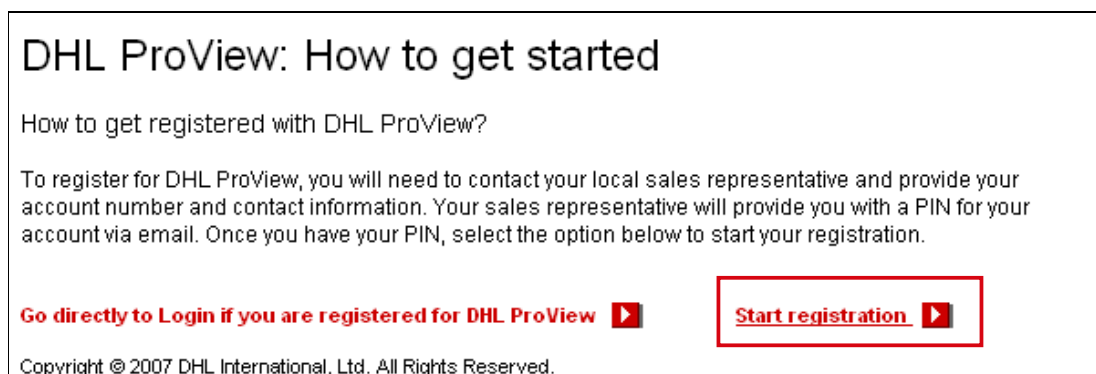 DHL ProView: How to get started
How to get registered with DHL ProView?
To register for DHL ProView, you will need to contact your local sales representative and provide your
account number and contact information. Your sales representative will provide you with a PIN for your
account via email. Once you have your PIN, select the option below to start your registration.
Go directly to Login if you are registered for DHL ProView
Start registration
Copyright © 2007 DHL International, Ltd. All Rights Reserved.